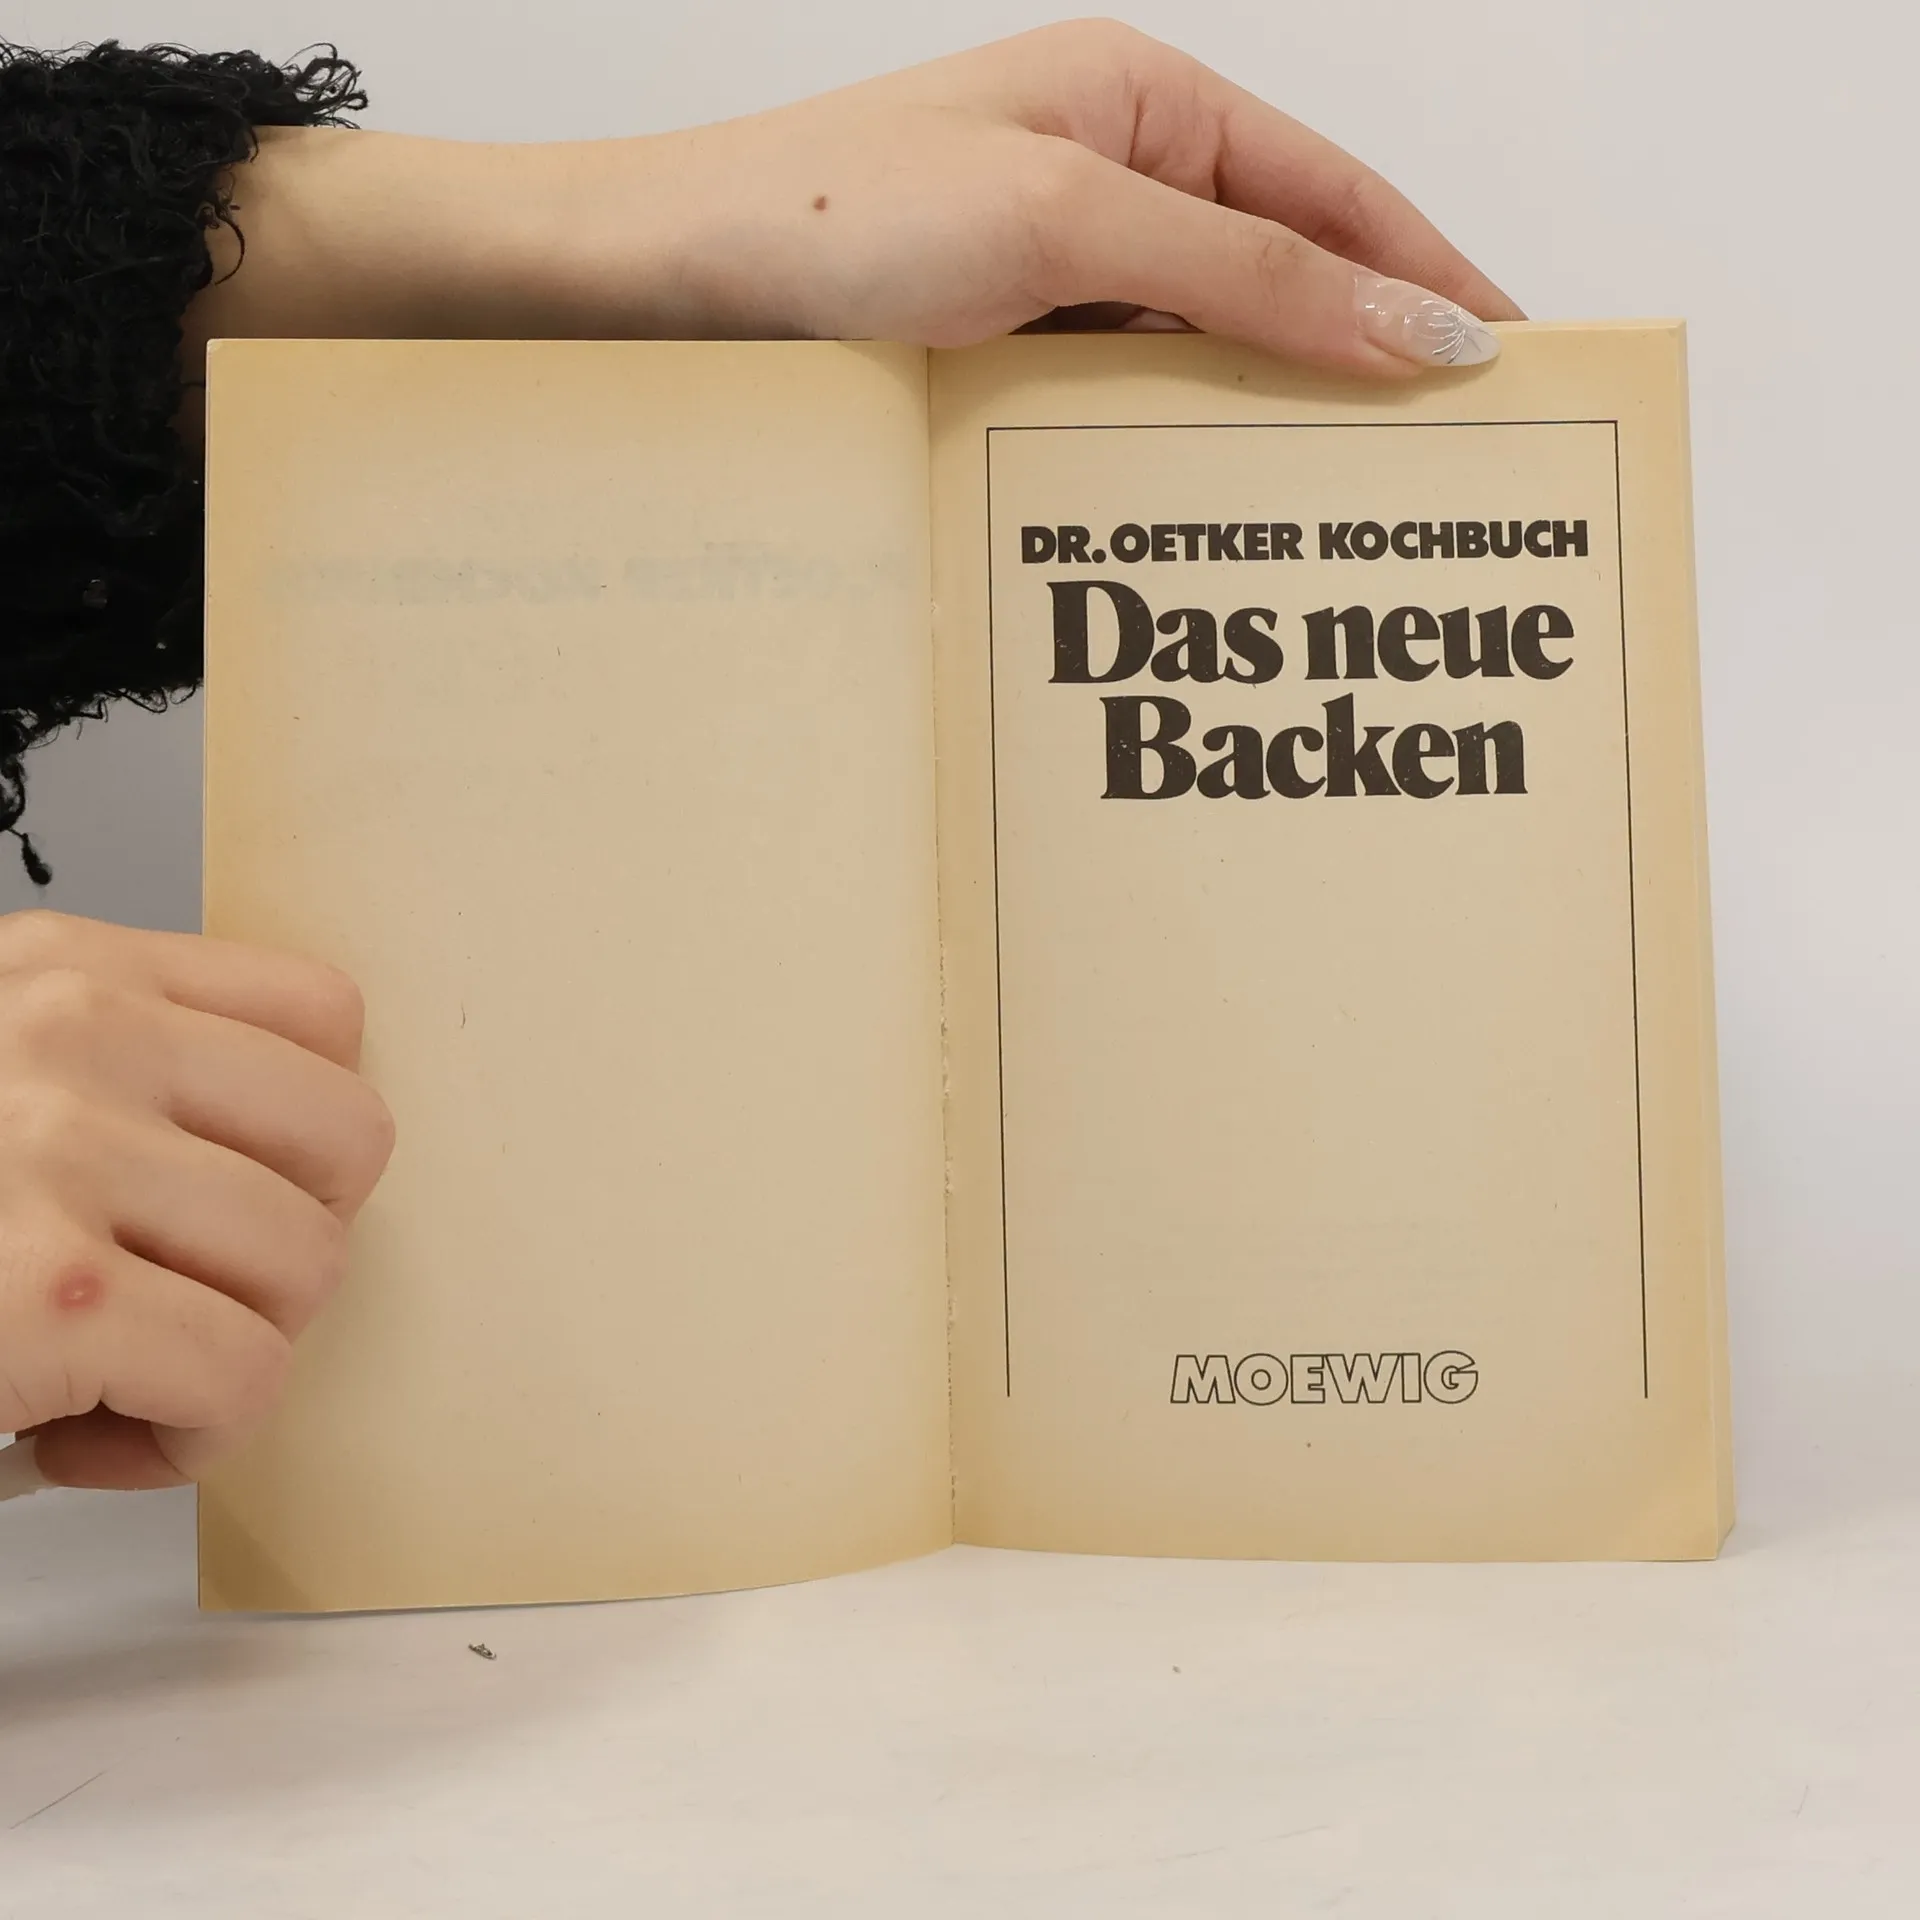 DR. OETKER KOCHBUCH
Das neue
Backen
MOEWIG